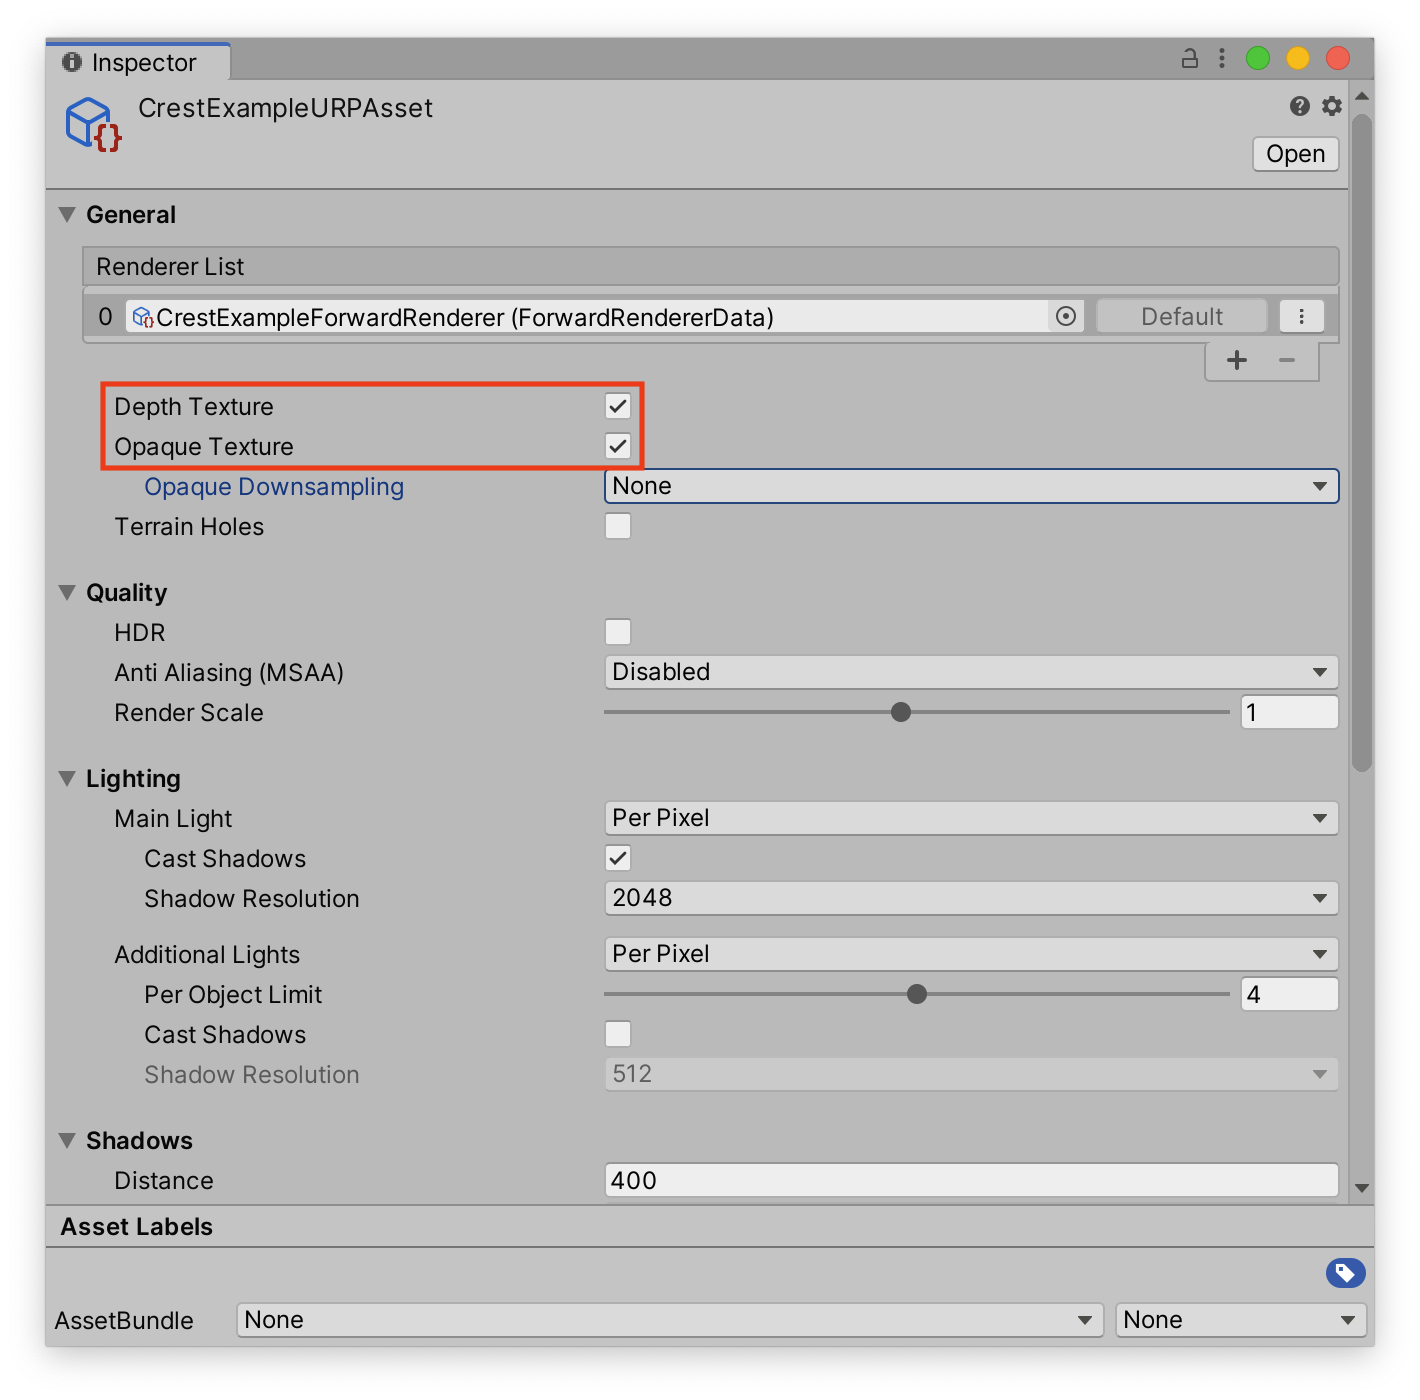 Inspector
CrestExampleURPAsset
Open
General
Renderer List
0 CrestExampleForwardRenderer (ForwardRendererData) Default
Depth Texture
Opaque Texture
Opaque Downsampling None
Terrain Holes
Quality
HDR
Anti Aliasing (MSAA) Disabled
Render Scale 1
Lighting
Main Light Per Pixel
Cast Shadows
Shadow Resolution 2048
Additional Lights Per Pixel
Per Object Limit 4
Cast Shadows
Shadow Resolution 512
Shadows
Distance 400
Asset Labels
AssetBundle None None